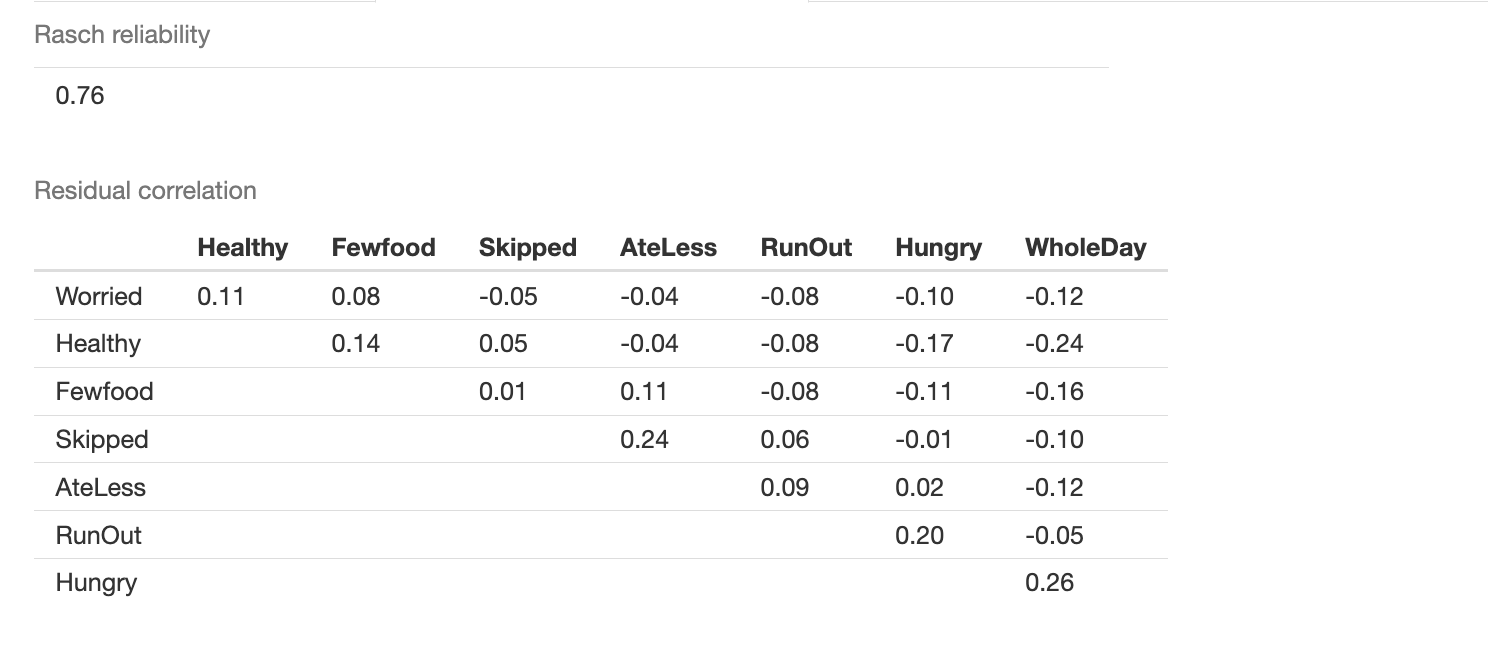 Rasch reliability
0.76
Residual correlation
Healthy Fewfood Skipped AteLess RunOut Hungry WholeDay
Worried 0.11 0.08 -0.05 -0.04 -0.08 -0.10 -0.12
Healthy 0.14 0.05 -0.04 -0.08 -0.17 -0.24
Fewfood 0.01 0.11 -0.08 -0.11 -0.16
Skipped 0.24 0.06 -0.01 -0.10
AteLess 0.09 0.02 -0.12
RunOut 0.20 -0.05
Hungry 0.26